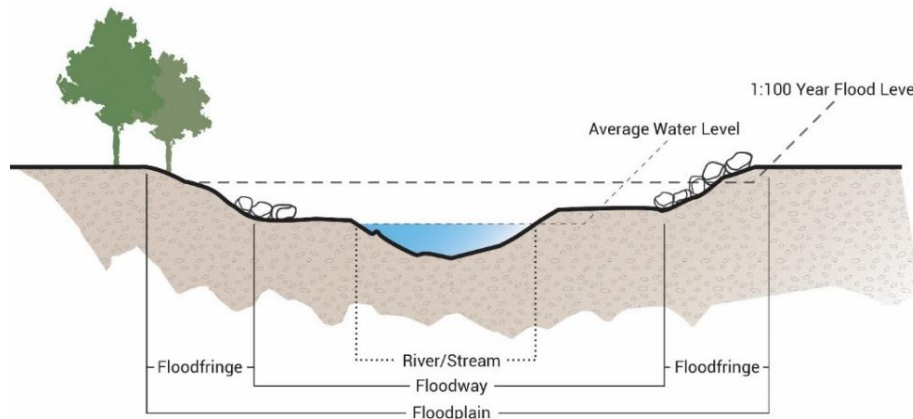 1:100 Year Flood Leve
Average Water Level
River/Stream
Floodfringe
Floodfringe
Floodway
Floodplain